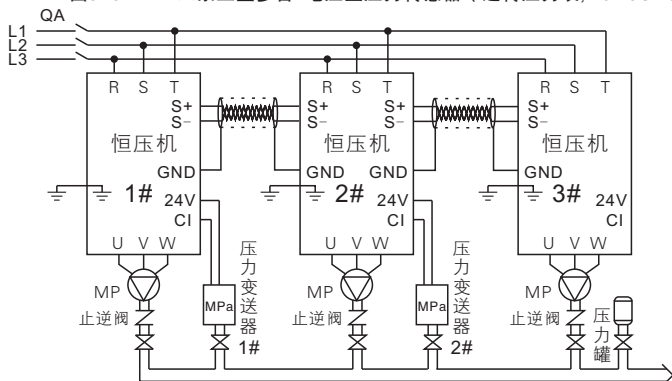 QA
L1
L2
L3
R S T
R S T
R S T
S+
S−
S+
S−
S+
S−
恒压机
恒压机
恒压机
GND
GND
GND
GND
1#
2#
3#
24V
CI
24V
CI
U V W
U V W
U V W
MP
MP
MP
MPa
MPa
压力变送器
1#
压力变送器
2#
止逆阀
止逆阀
止逆阀
压力罐